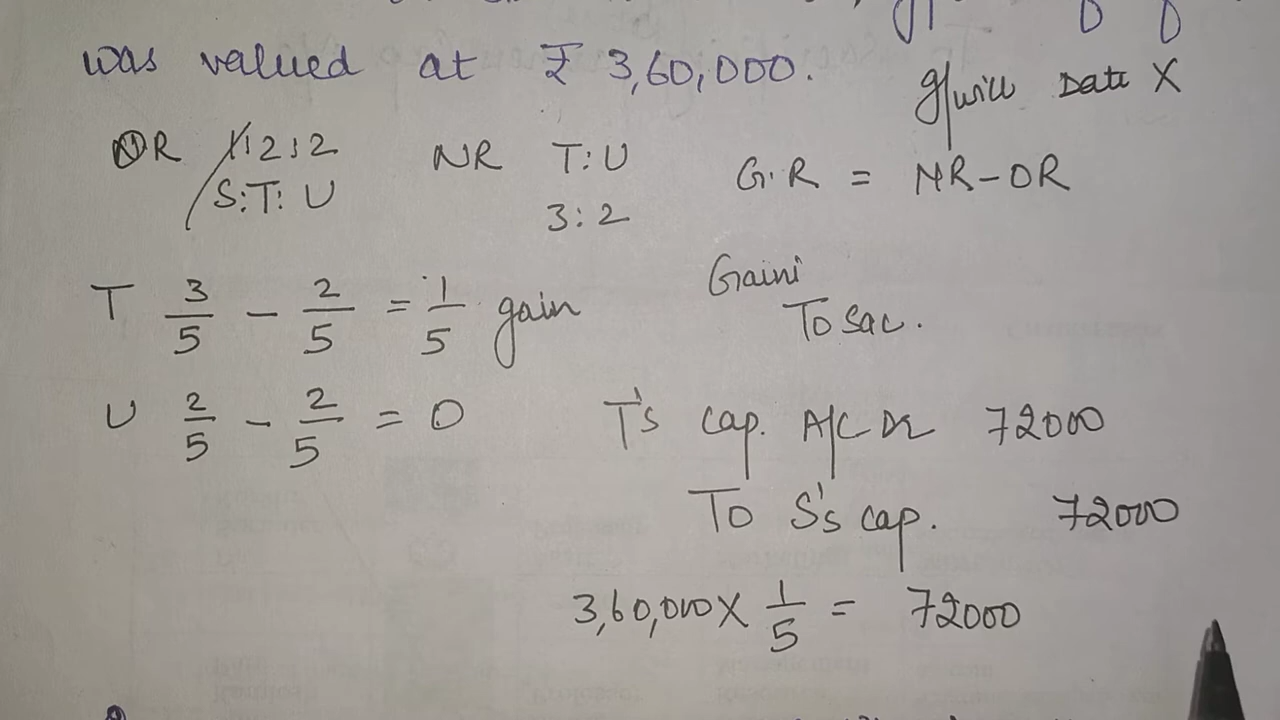 was valued at ₹ 3,60,000.
g/will Date X
OR 1:2:2 NR T:U G.R = NR-OR
S:T:U 3:2
T 3/5 - 2/5 = 1/5 gain
Gaini
To Sac.
U 2/5 - 2/5 = 0
T's Cap. A/C Dr 72000
To S's Cap. 72000
3,60,000 X 1/5 = 72000